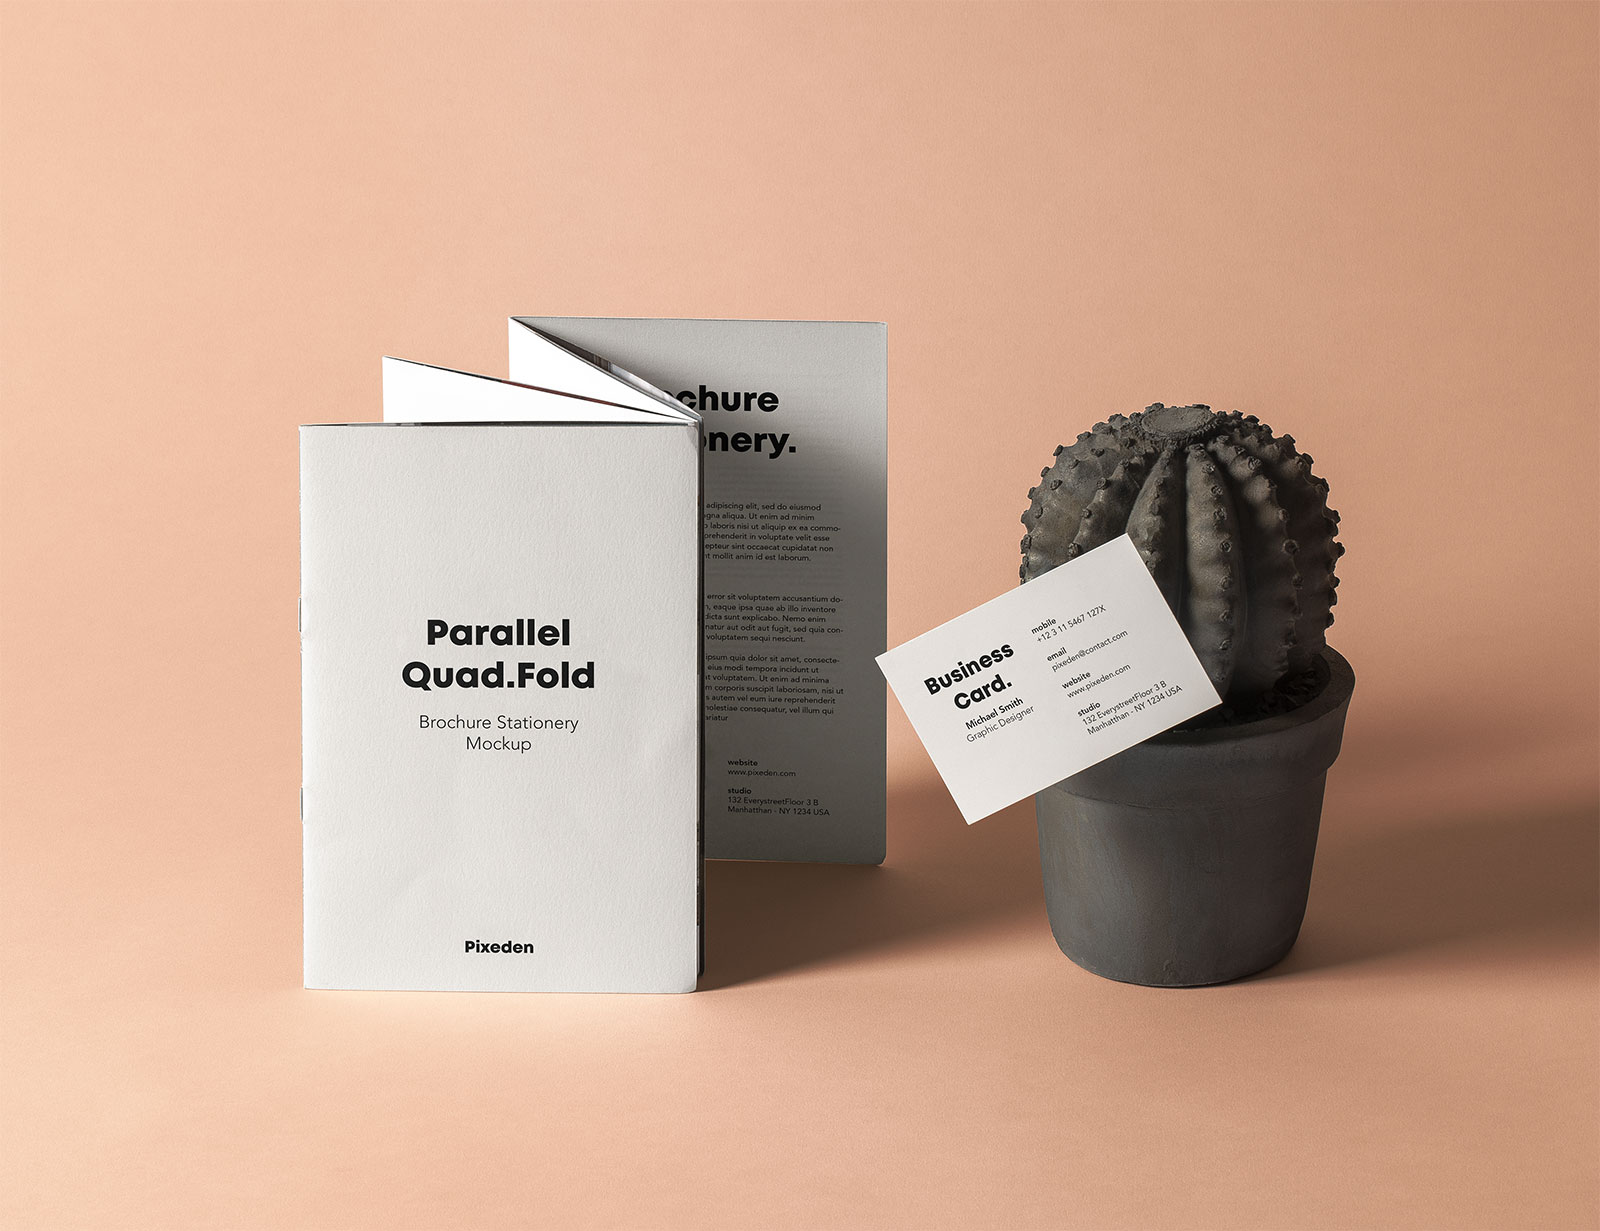 Parallel
Quad.Fold
Brochure Stationery
Mockup
Pixeden
chure
nery.
adipiscing elit, sed do eiusmod
gna aliqua. Ut enim ad minim
laboris nisi ut aliquip ex ea commo-
prehenderit in voluptate velit esse
epteur sint occaecat cupidatat non
nt mollit anim id est laborum.
error sit voluptatem accusantium do-
eaque ipsa quae ab illo inventore
dicta sunt explicabo. Nemo enim
natur aut odit aut fugit, sed quia con-
voluptatem sequi nesciunt.
ipsum quia dolor sit amet, consecte-
eius modi tempora incidunt ut
at voluptatem. Ut enim ad minima
m corporis suscipit laboriosam, nisi ut
s autem vel eum iure reprehenderit
nolestiae consequatur, vel illum qui
ariatur
website
www.pixeden.com
studio
132 EverystreetFloor 3 B
Manhatthan - NY 1234 USA
Business
Card.
Michael Smith
Graphic Designer
mobile
+12 3 11 5467 127X
email
pixeden@contact.com
website
www.pixeden.com
studio
132 EverystreetFloor 3 B
Manhatthan - NY 1234 USA